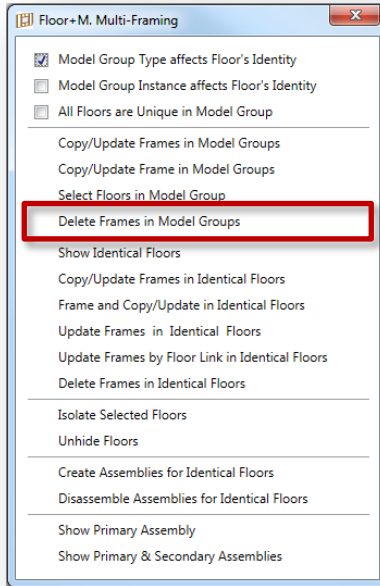 Floor+M. Multi-Framing
Model Group Type affects Floor's Identity
Model Group Instance affects Floor's Identity
All Floors are Unique in Model Group
Copy/Update Frames in Model Groups
Copy/Update Frame in Model Groups
Select Floors in Model Group
Delete Frames in Model Groups
Show Identical Floors
Copy/Update Frames in Identical Floors
Frame and Copy/Update in Identical Floors
Update Frames in Identical Floors
Update Frames by Floor Link in Identical Floors
Delete Frames in Identical Floors
Isolate Selected Floors
Unhide Floors
Create Assemblies for Identical Floors
Disassemble Assemblies for Identical Floors
Show Primary Assembly
Show Primary & Secondary Assemblies